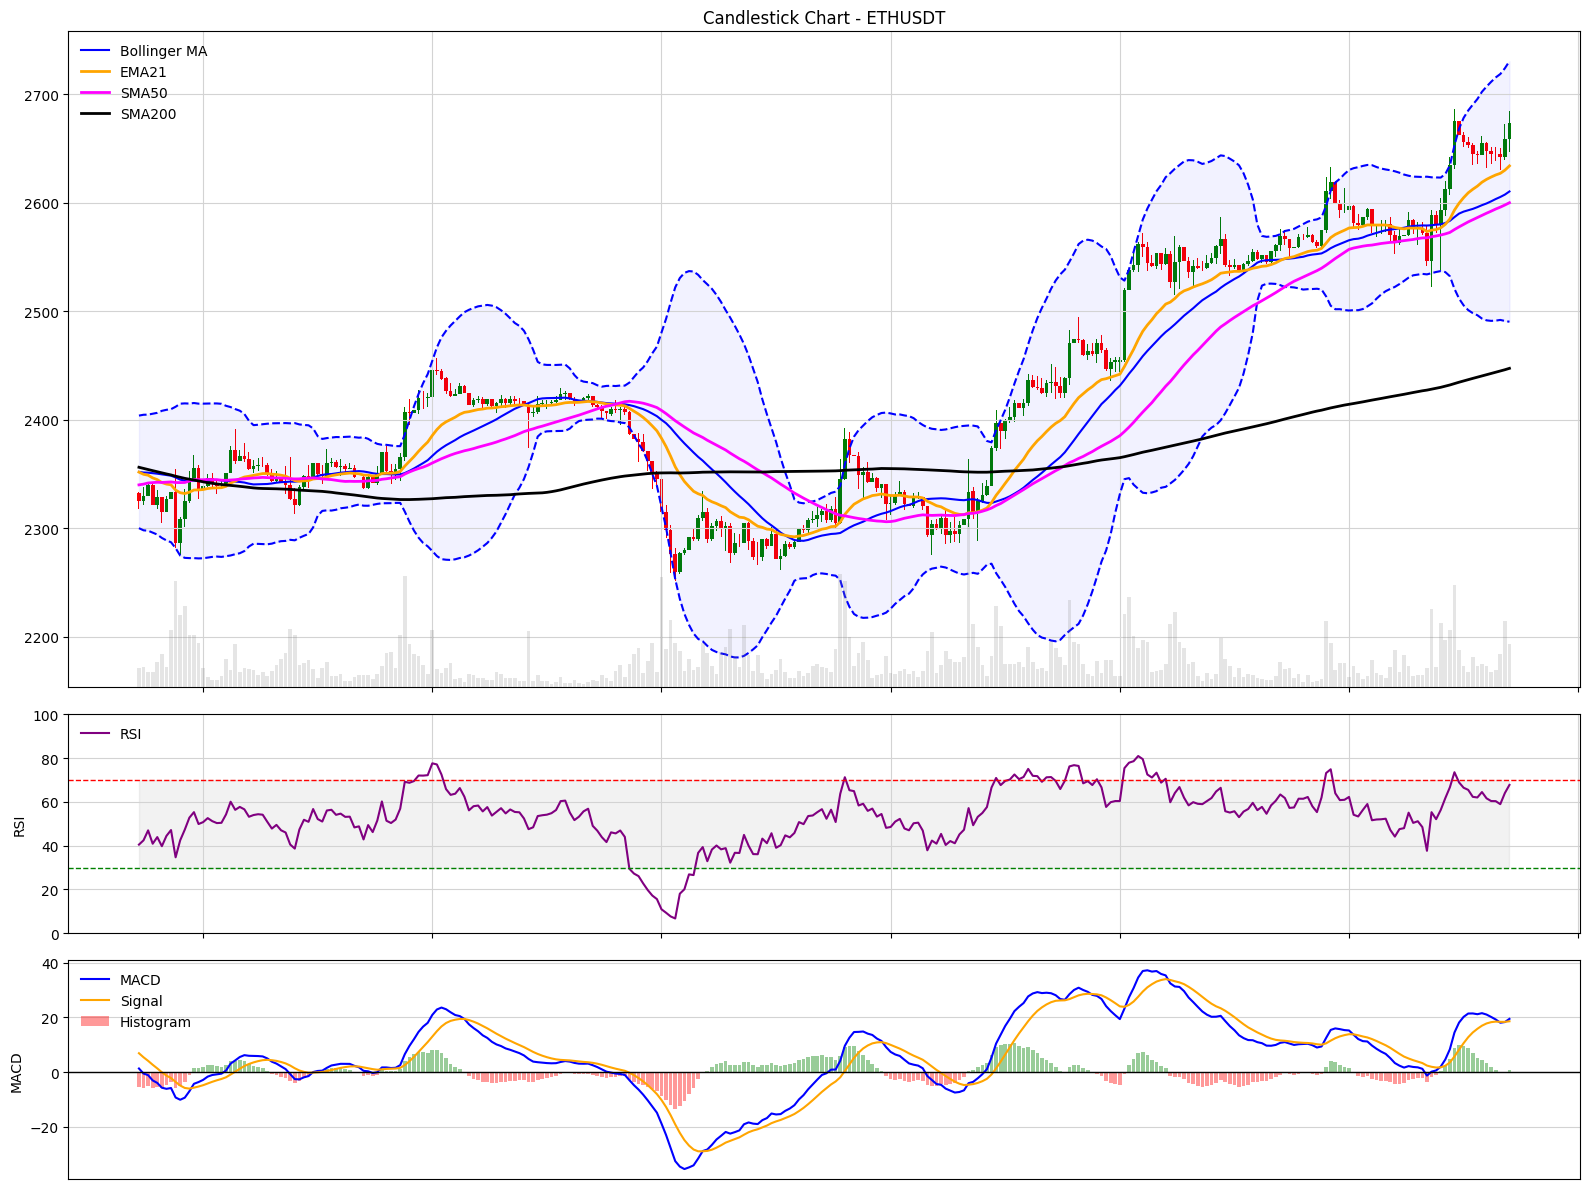 Candlestick Chart - ETHUSDT
Bollinger MA
EMA21
SMA50
SMA200
2700
2600
2500
2400
2300
2200
100
RSI
80
60
RSI
40
20
0
40
MACD
Signal
20
Histogram
MACD
0
−20